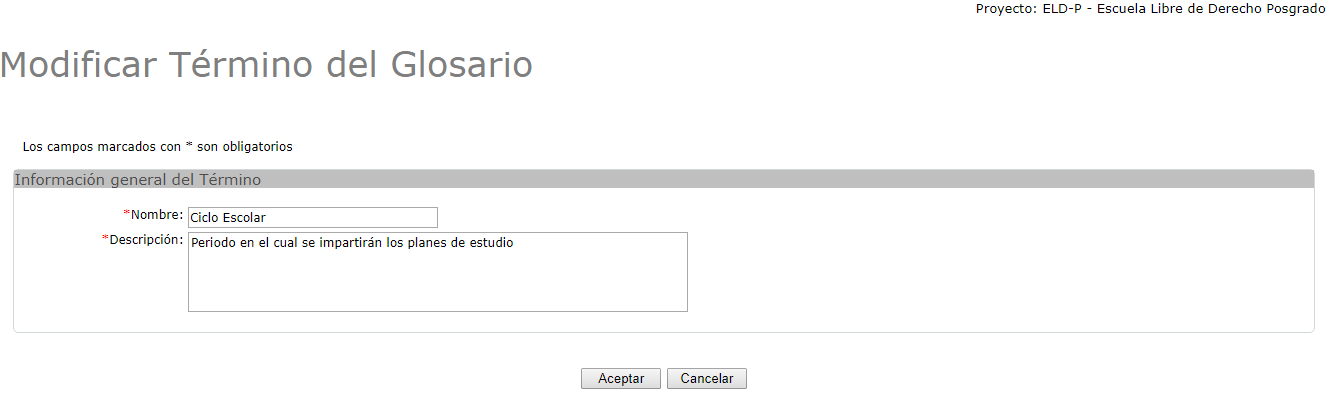 Proyecto: ELD-P - Escuela Libre de Derecho Posgrado
Modificar Término del Glosario
Los campos marcados con * son obligatorios
Información general del Término
*Nombre: Ciclo Escolar
*Descripción: Periodo en el cual se impartirán los planes de estudio
Aceptar Cancelar